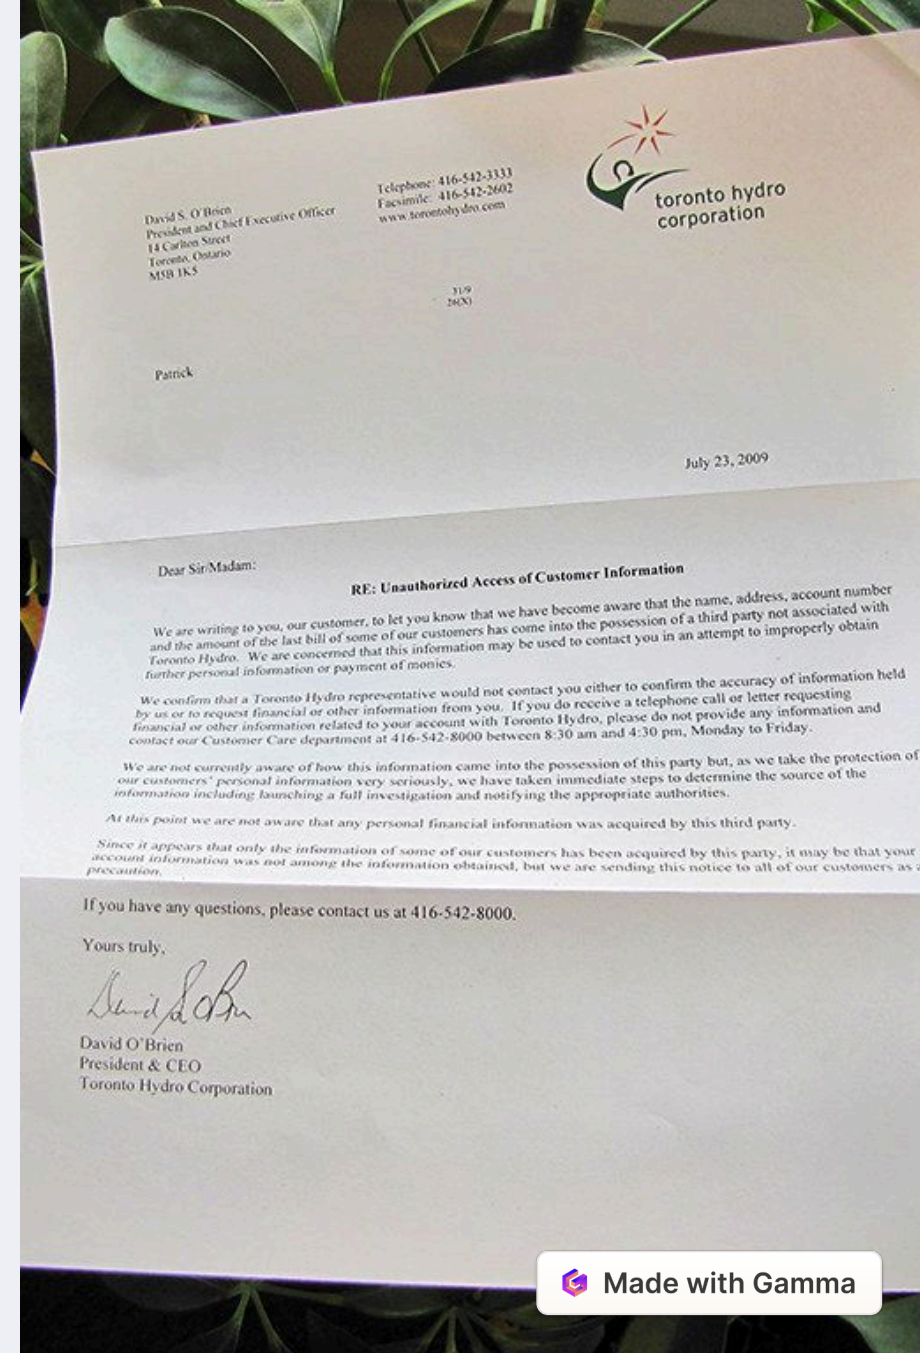 David S. O'Brien
President and Chief Executive Officer
14 Carlton Street
Toronto, Ontario
M5B 1K5
Telephone: 416-542-3333
Facsimile: 416-542-2602
www.torontohydro.com
toronto hydro
corporation
31/9
Patrick
July 23, 2009
Dear Sir/Madam:
RE: Unauthorized Access of Customer Information
We are writing to you, our customer, to let you know that we have become aware that the name, address, account number
and the amount of the last bill of some of our customers has come into the possession of a third party not associated with
Toronto Hydro. We are concerned that this information may be used to contact you in an attempt to improperly obtain
further personal information or payment of monies.
We confirm that a Toronto Hydro representative would not contact you either to confirm the accuracy of information held
by us or to request financial or other information from you. If you do receive a telephone call or letter requesting
financial or other information related to your account with Toronto Hydro, please do not provide any information and
contact our Customer Care department at 416-542-8000 between 8:30 am and 4:30 pm, Monday to Friday.
We are not currently aware of how this information came into the possession of this party but, as we take the protection of
our customers' personal information very seriously, we have taken immediate steps to determine the source of the
information including launching a full investigation and notifying the appropriate authorities.
At this point we are not aware that any personal financial information was acquired by this third party.
Since it appears that only the information of some of our customers has been acquired by this party, it may be that your
account information was not among the information obtained, but we are sending this notice to all of our customers as a
precaution.
If you have any questions, please contact us at 416-542-8000.
Yours truly,
David O'Brien
President & CEO
Toronto Hydro Corporation
Made with Gamma